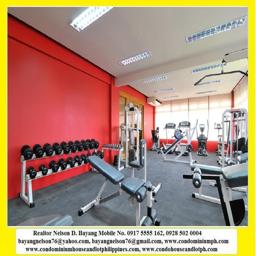 Realtor Nelson D. Bayang Mobile No. 0917 5555 162, 0928 502 0004
bayangnelson76@yahoo.com, bayangnelson76@gmail.com, www.condominiumph.com
www.condominiumhouseandlotphilippines.com, www.condohouseandlotph.com